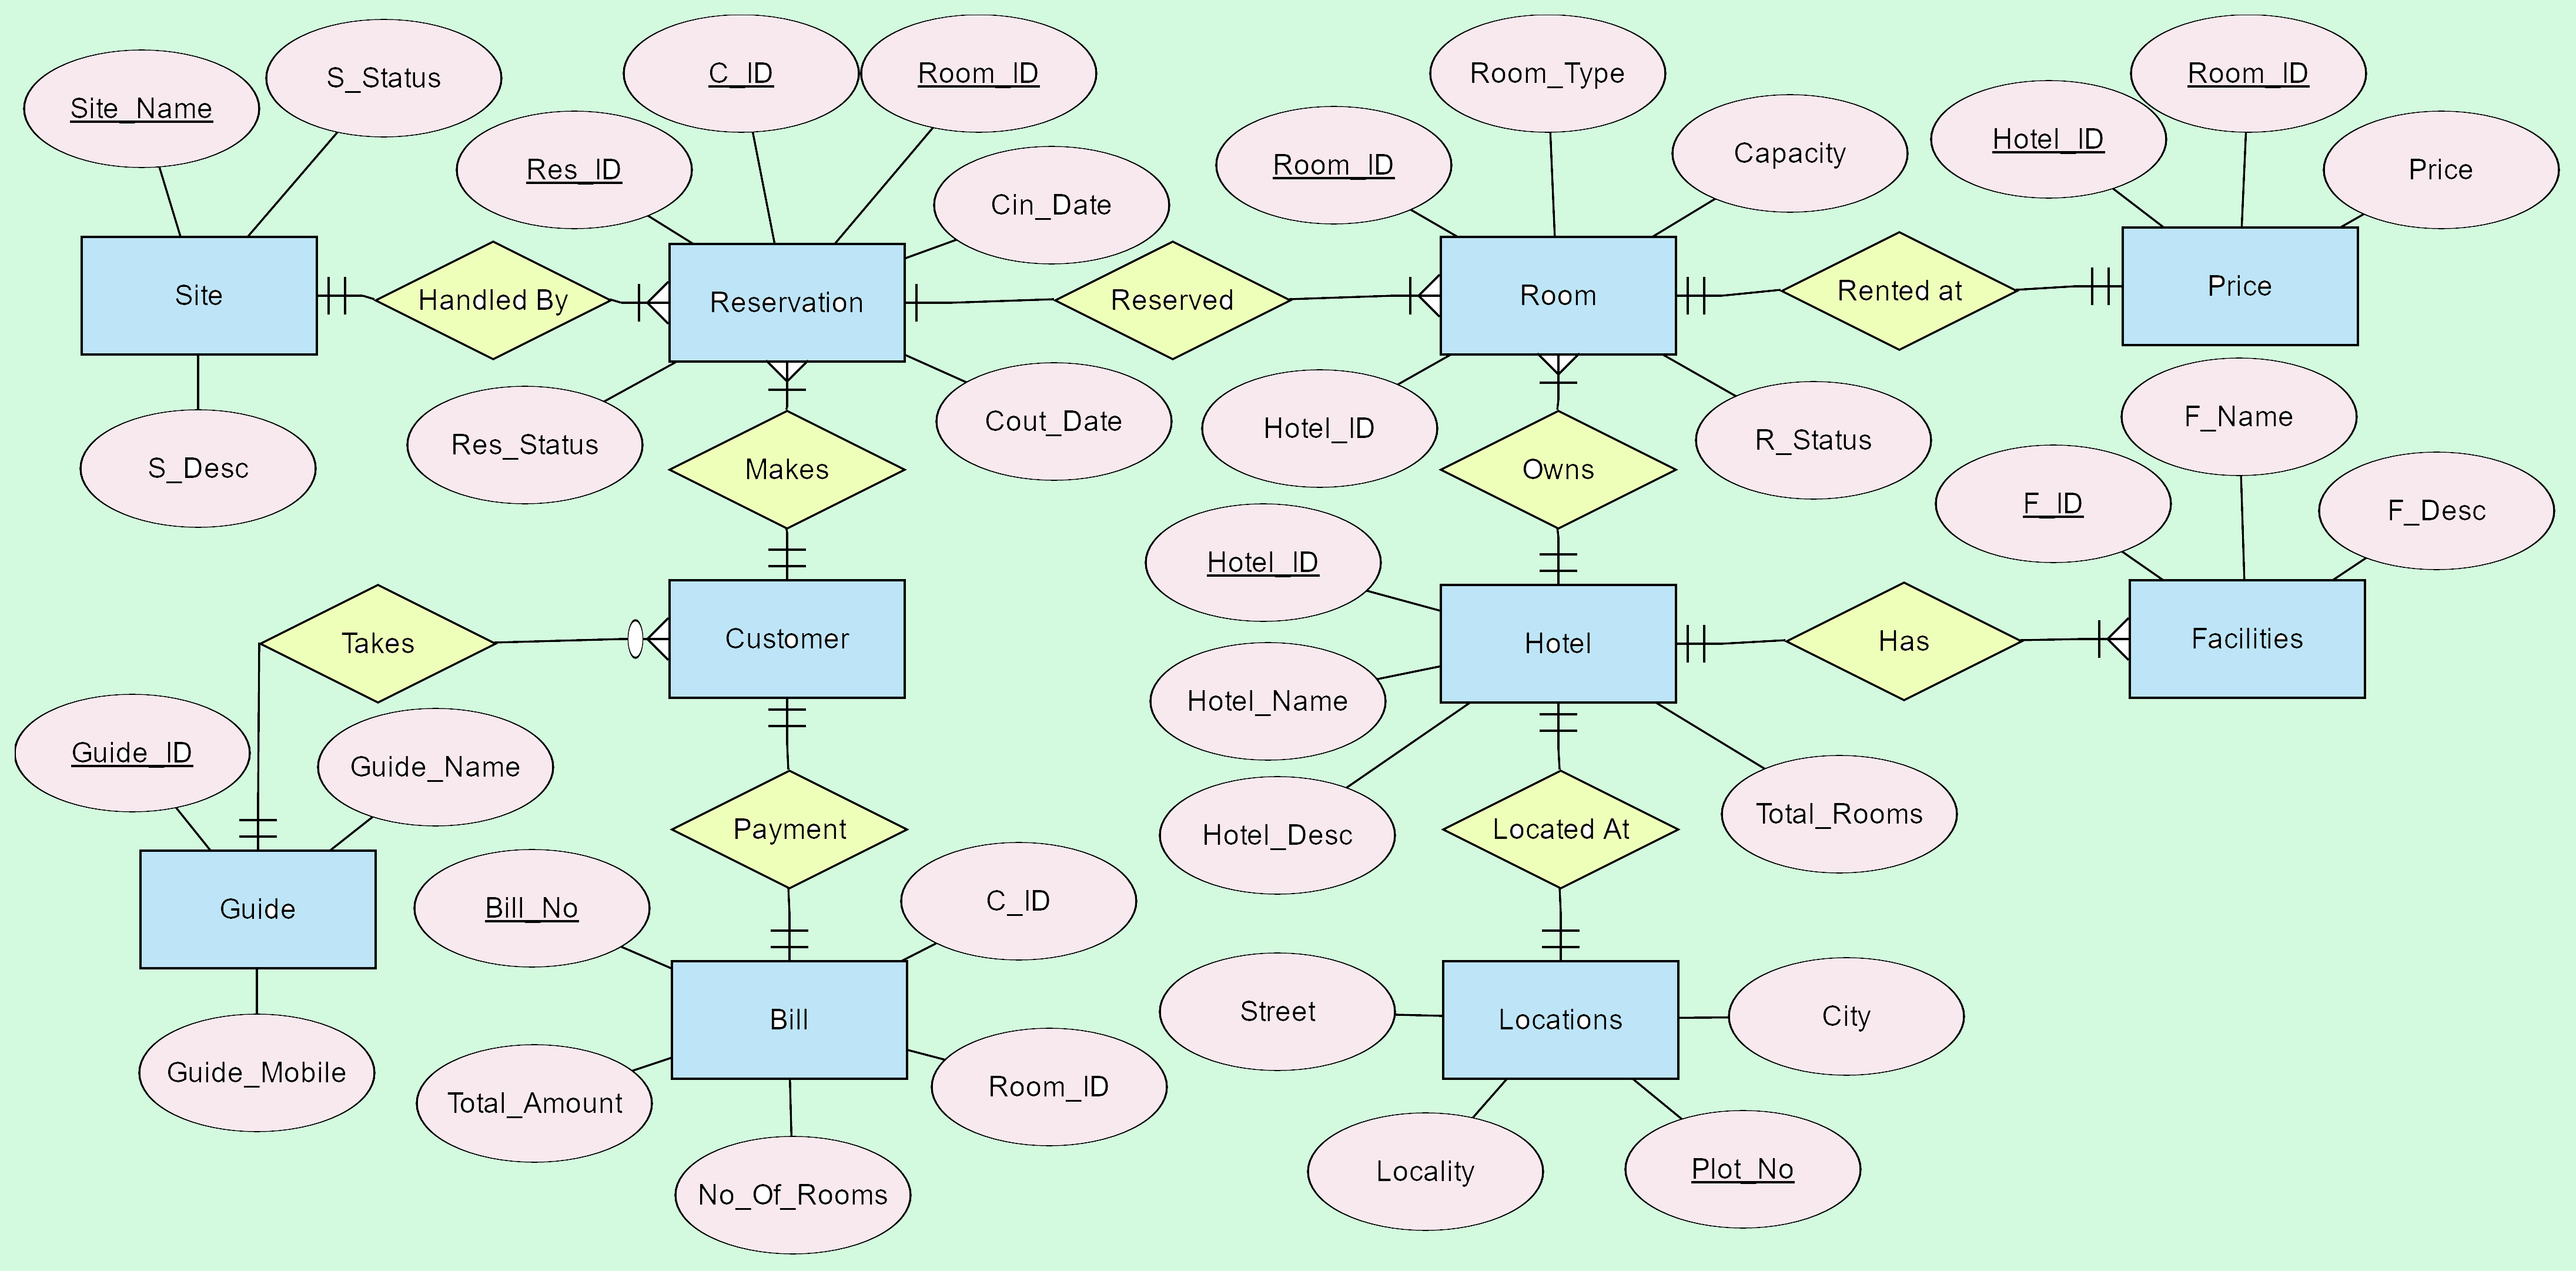 Site_Name
S_Status
C_ID
Room_ID
Res_ID
Cin_Date
Room_Type
Room_ID
Capacity
Room_ID
Hotel_ID
Price
Site
Handled By
Reservation
Reserved
Room
Rented at
Price
S_Desc
Res_Status
Makes
Cout_Date
Hotel_ID
Owns
R_Status
F_Name
F_ID
F_Desc
Hotel_ID
Takes
Customer
Hotel
Has
Facilities
Guide_ID
Guide_Name
Hotel_Name
Payment
Hotel_Desc
Located At
Total_Rooms
Guide
Bill_No
C_ID
Bill
Street
Locations
City
Guide_Mobile
Total_Amount
Room_ID
No_Of_Rooms
Locality
Plot_No